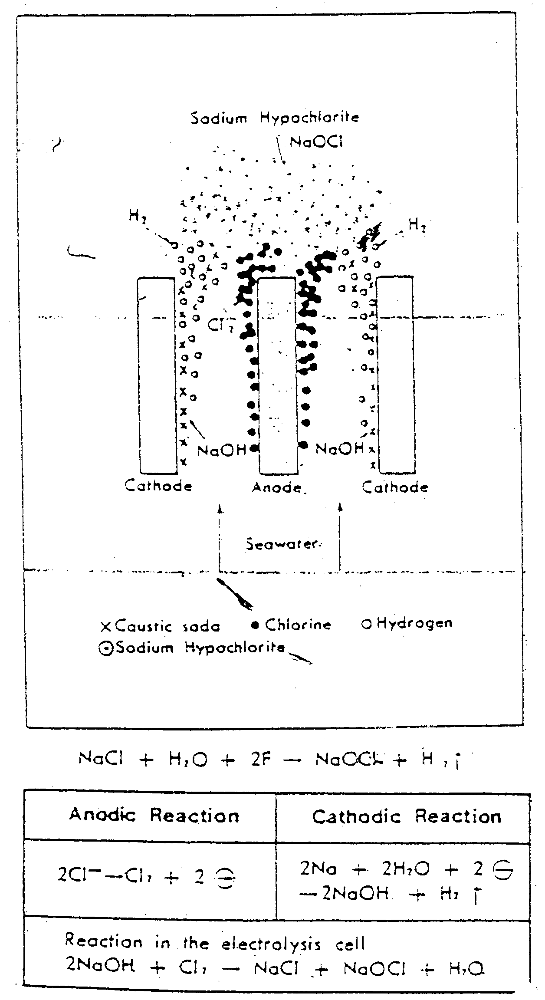 Sodium Hypochlorite
NaOCl
H₂
H₂
Cl₂
NaOH
NaOH
Cathode
Anode
Cathode
Seawater
x Caustic soda ● Chlorine ○ Hydrogen
⊙ Sodium Hypochlorite
NaCl + H₂O + 2F → NaOCl + H₂↑
Anodic Reaction
Cathodic Reaction
2Cl⁻ → Cl₂ + 2 ⊖
2Na + 2H₂O + 2 ⊖
→ 2NaOH + H₂ ↑
Reaction in the electrolysis cell
2NaOH + Cl₂ → NaCl + NaOCl + H₂O